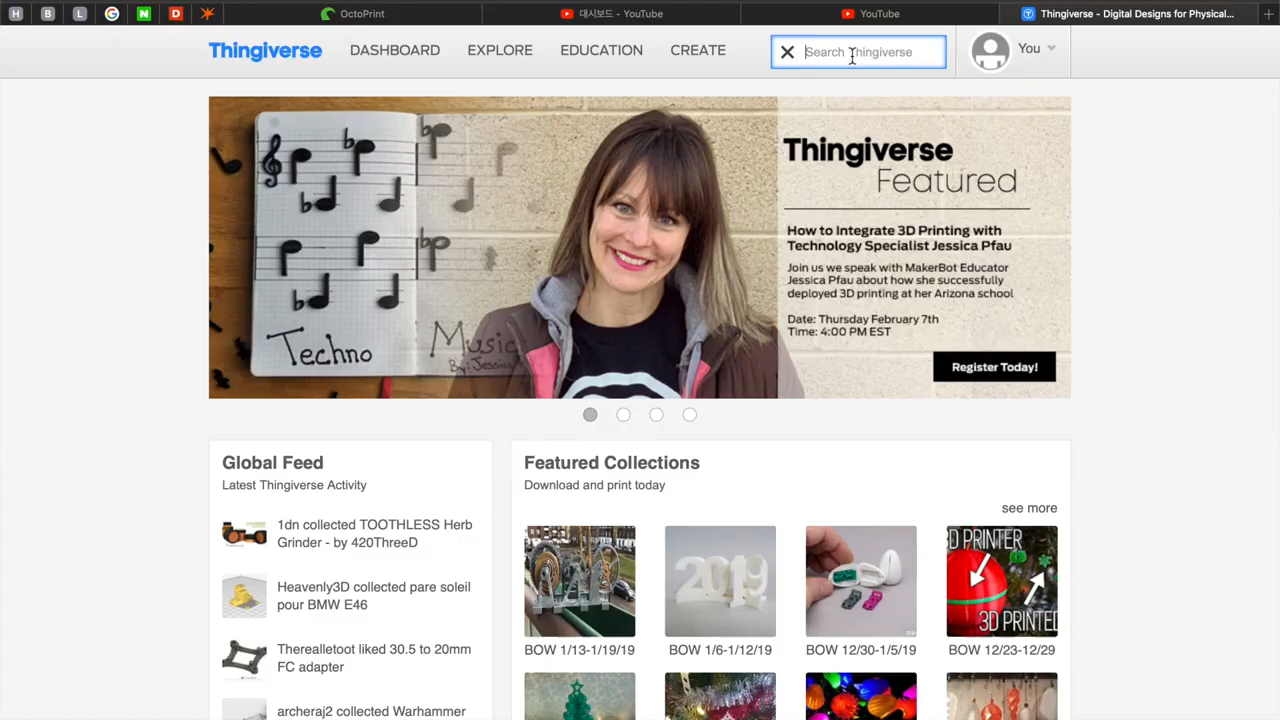 H B L G N D
OctoPrint
대시보드 - YouTube
YouTube
Thingiverse - Digital Designs for Physical...
Thingiverse
DASHBOARD
EXPLORE
EDUCATION
CREATE
Search Thingiverse
You
Techno
Music
By: Jessica
Thingiverse
Featured
How to Integrate 3D Printing with
Technology Specialist Jessica Pfau
Join us we speak with MakerBot Educator
Jessica Pfau about how she successfully
deployed 3D printing at her Arizona school
Date: Thursday February 7th
Time: 4:00 PM EST
Register Today!
Global Feed
Latest Thingiverse Activity
1dn collected TOOTHLESS Herb
Grinder - by 420ThreeD
Heavenly3D collected pare soleil
pour BMW E46
Therealletoot liked 30.5 to 20mm
FC adapter
archeraj2 collected Warhammer
Featured Collections
Download and print today
see more
2019
3D PRINTER
3D PRINTED
BOW 1/13-1/19/19
BOW 1/6-1/12/19
BOW 12/30-1/5/19
BOW 12/23-12/29